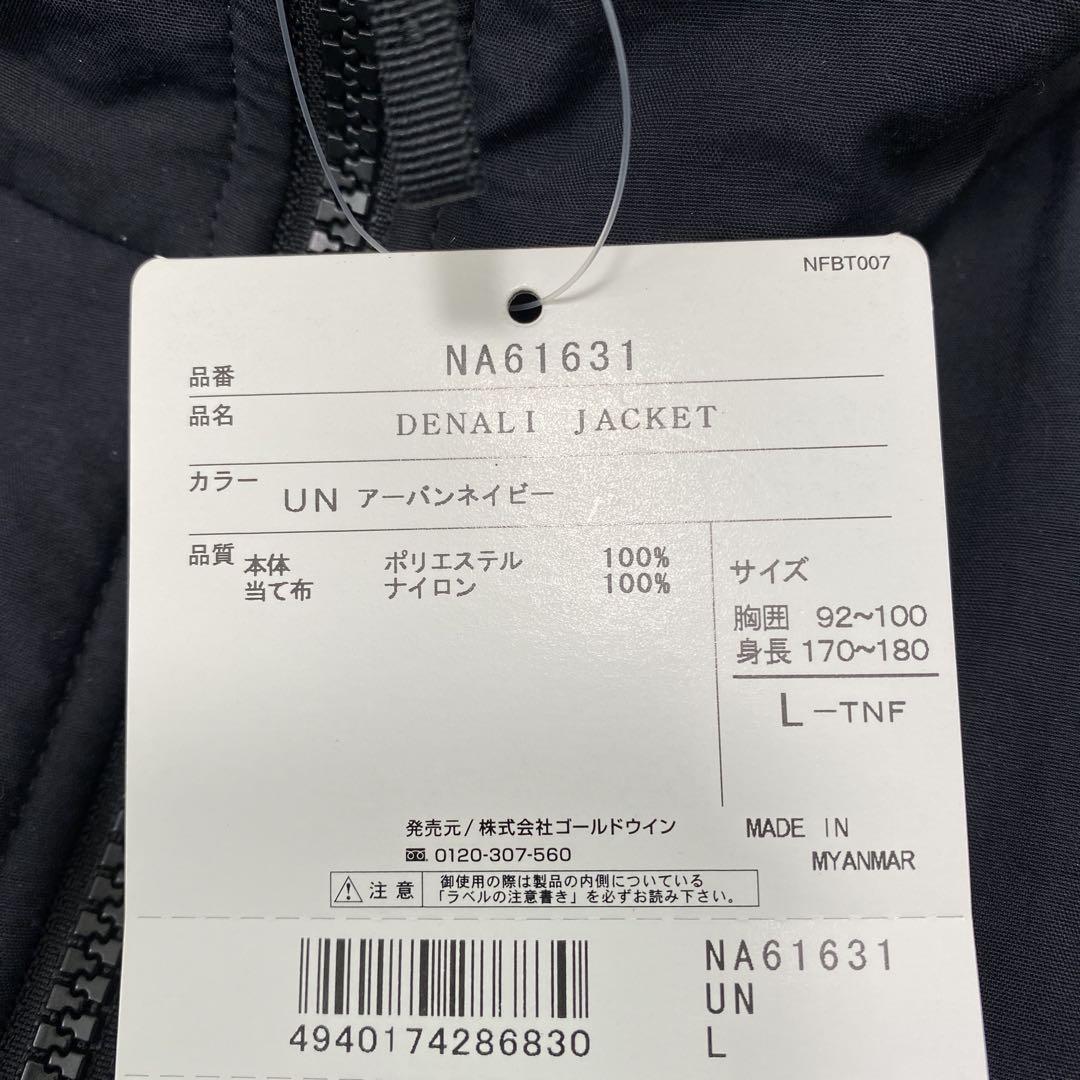 NFBT007
品番 NA61631
品名 DENALI JACKET
カラー UN アーバンネイビー
品質 本体 ポリエステル 100%
当て布 ナイロン 100%
サイズ
胸囲 92~100
身長 170~180
L-TNF
発売元/株式会社ゴールドウイン
0120-307-560
MADE IN
MYANMAR
注意
御使用の際は製品の内側についている
「ラベルの注意書き」を必ずお読み下さい。
4940174286830
NA61631
UN
L